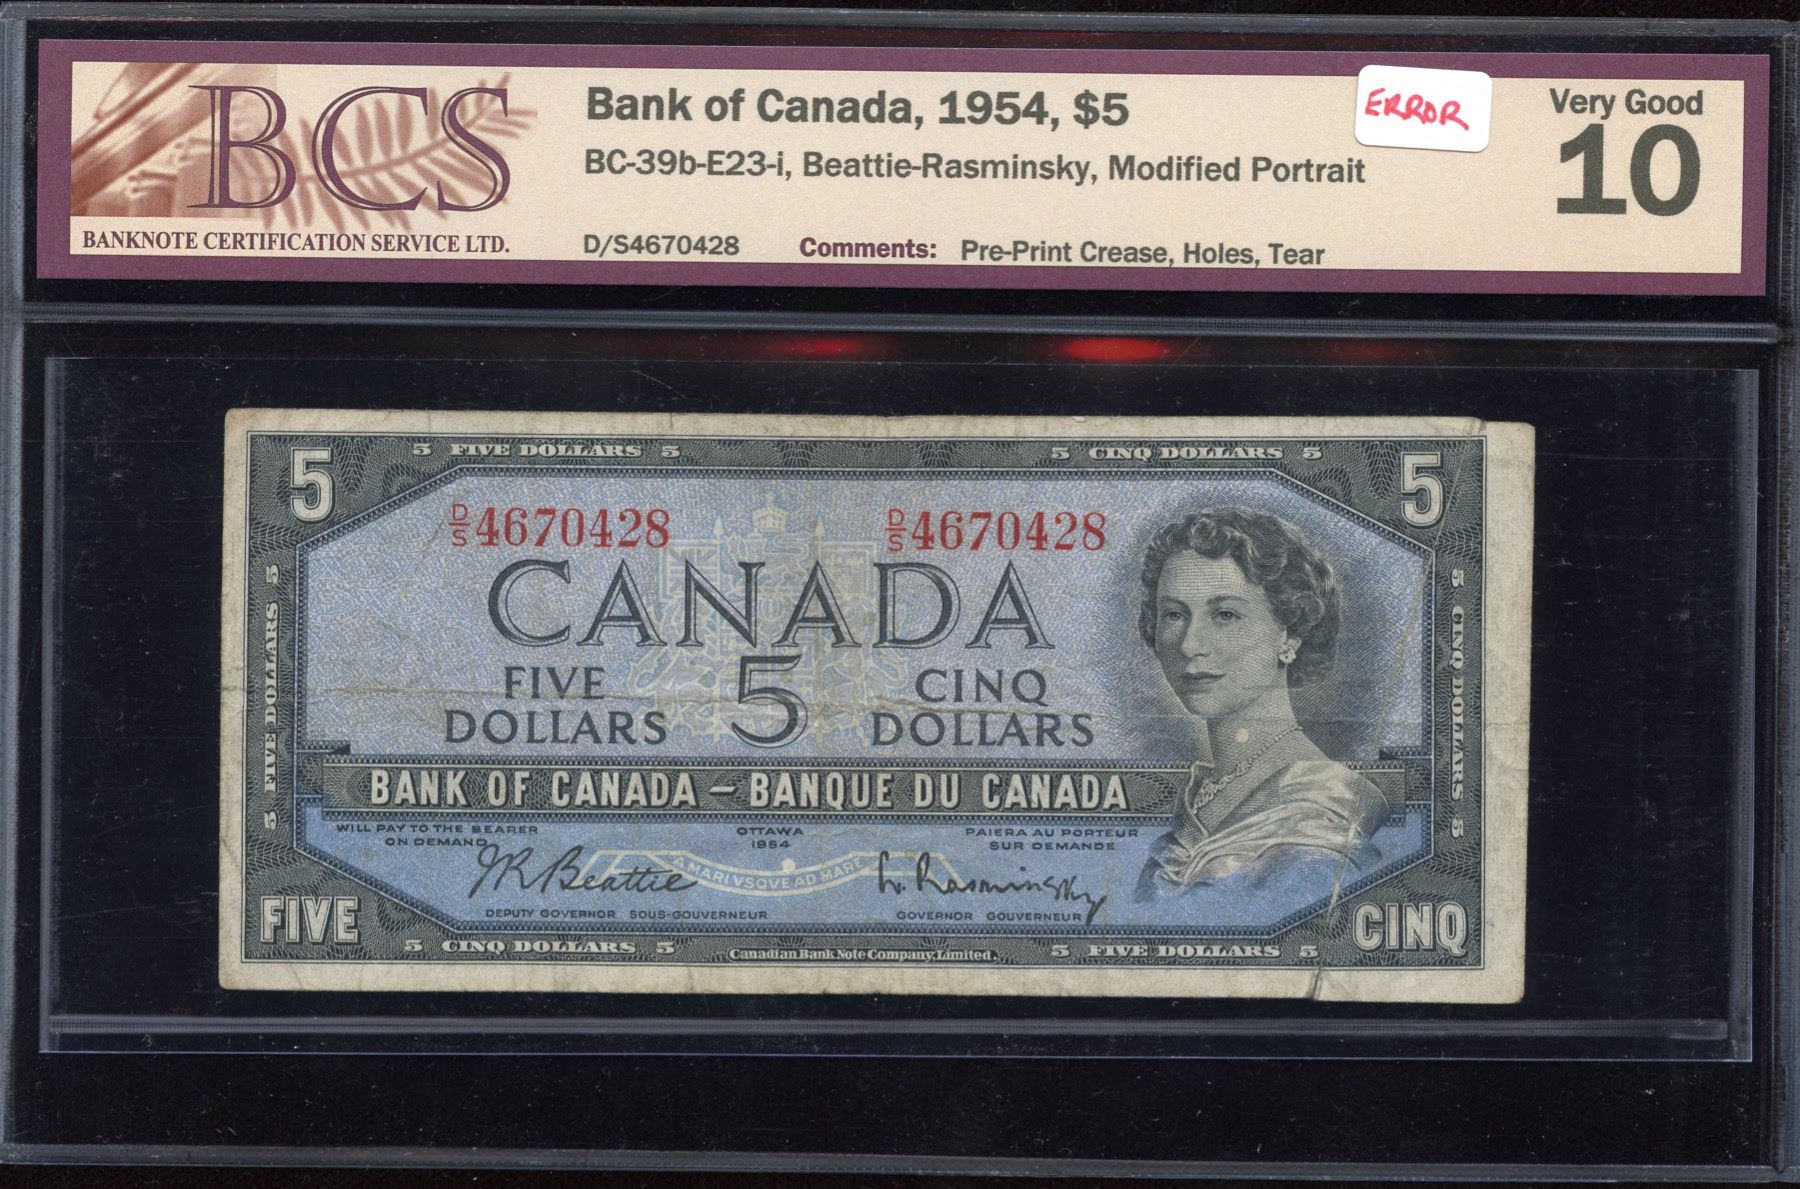 BCS
BANKNOTE CERTIFICATION SERVICE LTD.
Bank of Canada, 1954, $5
BC-39b-E23-i, Beattie-Rasminsky, Modified Portrait
D/S4670428 Comments: Pre-Print Crease, Holes, Tear
ERROR
Very Good
10
5 5 FIVE DOLLARS 5 5 CINQ DOLLARS 5 5
D/S 4670428 D/S 4670428
CANADA
FIVE DOLLARS
5
CINQ DOLLARS
5 FIVE DOLLARS 5
5 CINQ DOLLARS 5
BANK OF CANADA – BANQUE DU CANADA
WILL PAY TO THE BEARER
ON DEMAND
OTTAWA
1954
PAIERA AU PORTEUR
SUR DEMANDE
A MARI VSQVE AD MARE
J R Beattie
L. Rasminsky
DEPUTY GOVERNOR SOUS-GOUVERNEUR
GOVERNOR GOUVERNEUR
FIVE
CINQ
5 CINQ DOLLARS 5
Canadian Bank Note Company, Limited.
5 FIVE DOLLARS 5